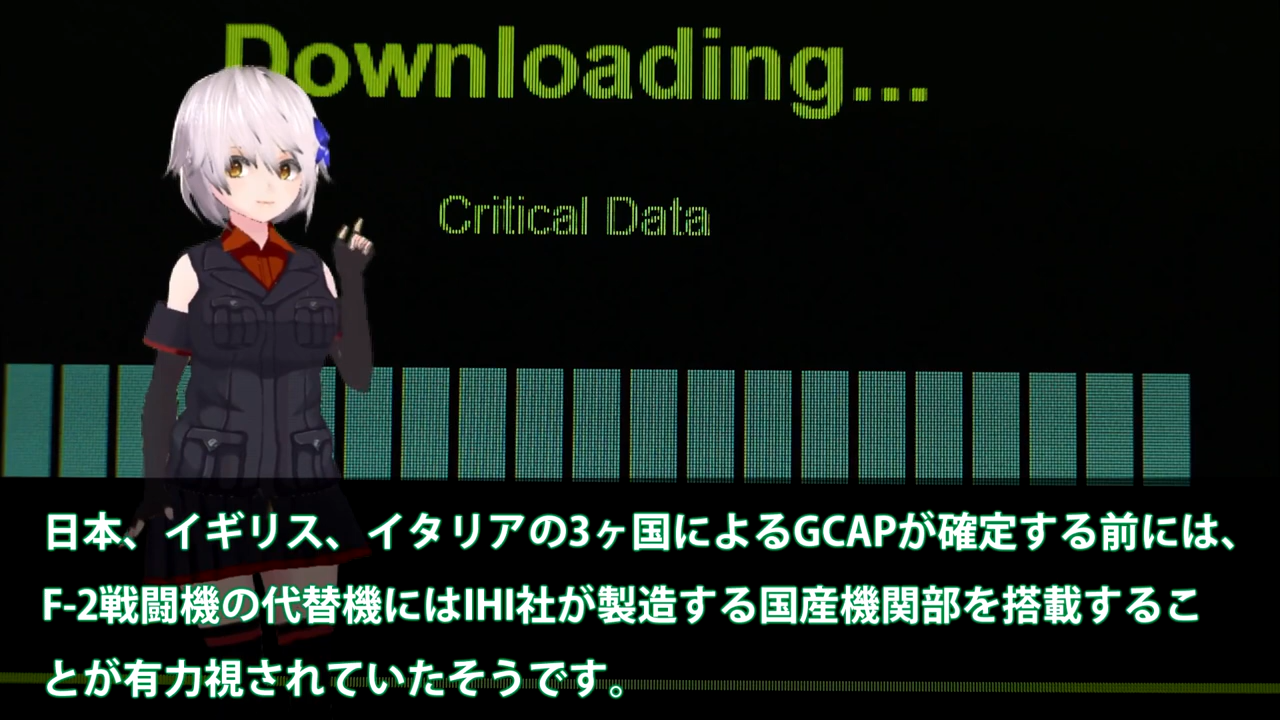 Downloading...
Critical Data
日本、イギリス、イタリアの3ヶ国によるGCAPが確定する前には、
F-2戦闘機の代替機にはIHI社が製造する国産機関部を搭載するこ
とが有力視されていたそうです。